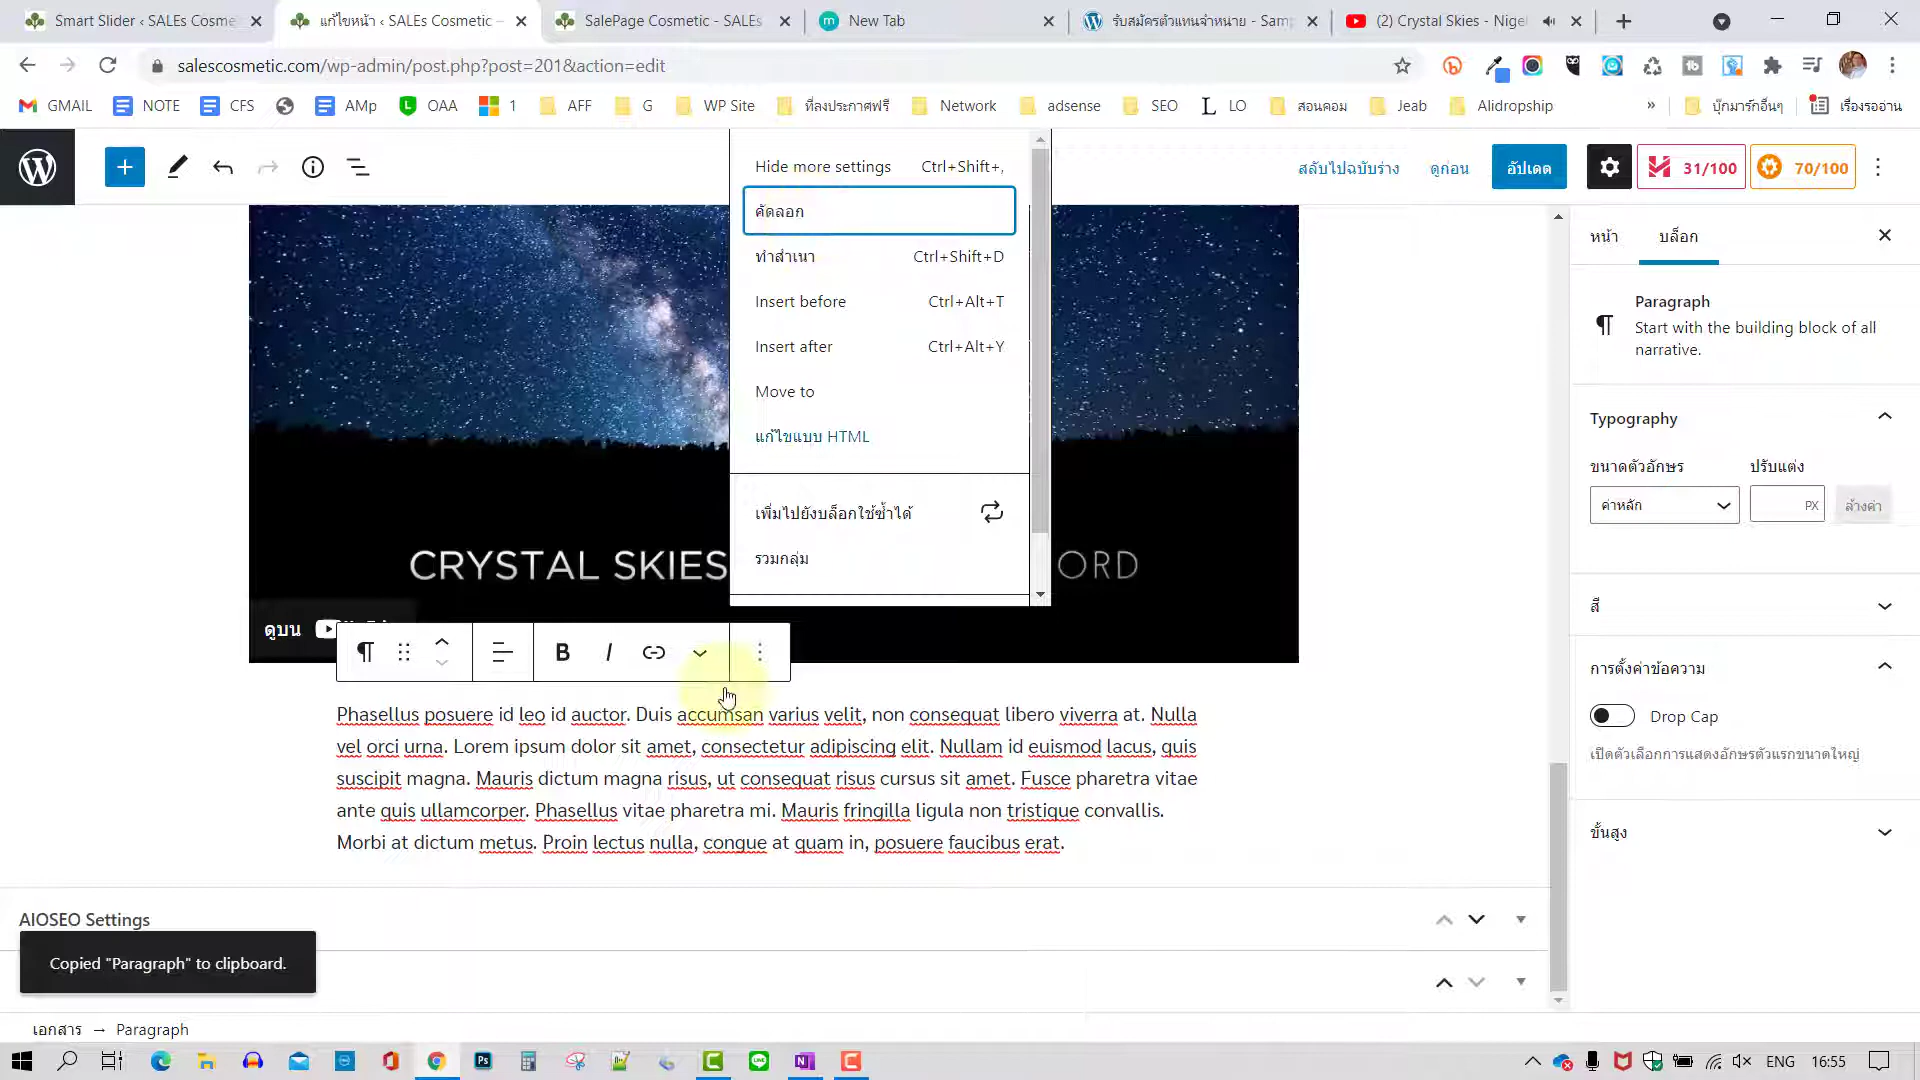 Smart Slider ‹ SALEs Cosme
แก้ไขหน้า ‹ SALEs Cosmetic –
SalePage Cosmetic - SALEs
New Tab
รับสมัครตัวแทนจำหน่าย - Sam
(2) Crystal Skies - Nigel
salescosmetic.com/wp-admin/post.php?post=201&action=edit
GMAIL
NOTE
CFS
AMp
OAA
1
AFF
G
WP Site
ที่ลงประกาศฟรี
Network
adsense
SEO
LO
สอนคอม
Jeab
Alidropship
»
บุ๊กมาร์กอื่นๆ
เรื่องรออ่าน
สลับไปฉบับร่าง
ดูก่อน
อัปเดต
31/100
70/100
Hide more settings Ctrl+Shift+,
คัดลอก
ทำสำเนา Ctrl+Shift+D
Insert before Ctrl+Alt+T
Insert after Ctrl+Alt+Y
Move to
แก้ไขแบบ HTML
เพิ่มไปยังบล็อกใช้ซ้ำได้
รวมกลุ่ม
CRYSTAL SKIES
ORD
ดูบน
B I
Phasellus posuere id leo id auctor. Duis accumsan varius velit, non consequat libero viverra at. Nulla
vel orci urna. Lorem ipsum dolor sit amet, consectetur adipiscing elit. Nullam id euismod lacus, quis
suscipit magna. Mauris dictum magna risus, ut consequat risus cursus sit amet. Fusce pharetra vitae
ante quis ullamcorper. Phasellus vitae pharetra mi. Mauris fringilla ligula non tristique convallis.
Morbi at dictum metus. Proin lectus nulla, congue at quam in, posuere faucibus erat.
หน้า
บล็อก
Paragraph
Start with the building block of all
narrative.
Typography
ขนาดตัวอักษร
ปรับแต่ง
ค่าหลัก
PX
ล้างค่า
สี
การตั้งค่าข้อความ
Drop Cap
เปิดตัวเลือกการแสดงอักษรตัวแรกขนาดใหญ่
ขั้นสูง
AIOSEO Settings
Copied "Paragraph" to clipboard.
เอกสาร → Paragraph
ENG
16:55